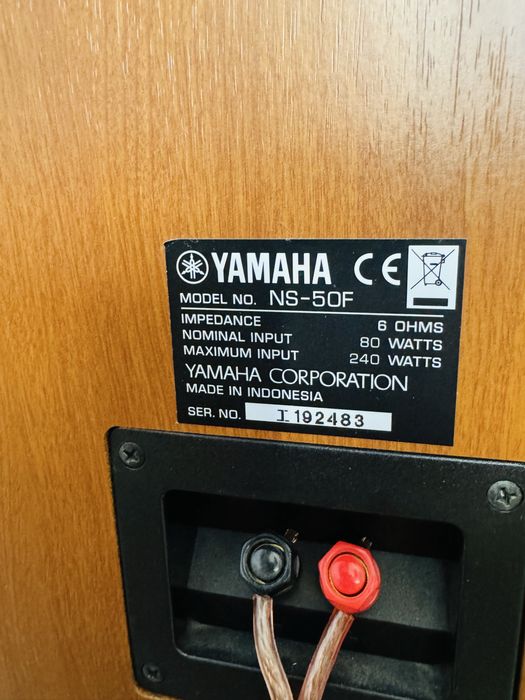 YAMAHA CE
MODEL NO. NS-50F
IMPEDANCE 6 OHMS
NOMINAL INPUT 80 WATTS
MAXIMUM INPUT 240 WATTS
YAMAHA CORPORATION
MADE IN INDONESIA
SER. NO. I 192483